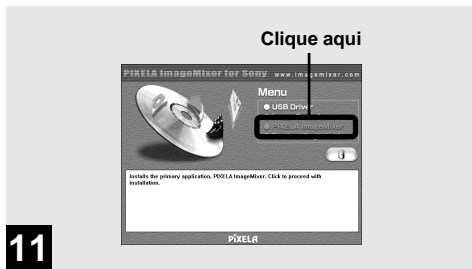 Clique aqui
PIXELA ImageMixer for Sony www.imagemixer.com
Menu
USB Driver
PIXELA ImageMixer
Installs the primary application, PIXELA ImageMixer. Click to proceed with
installation.
PIXELA
11